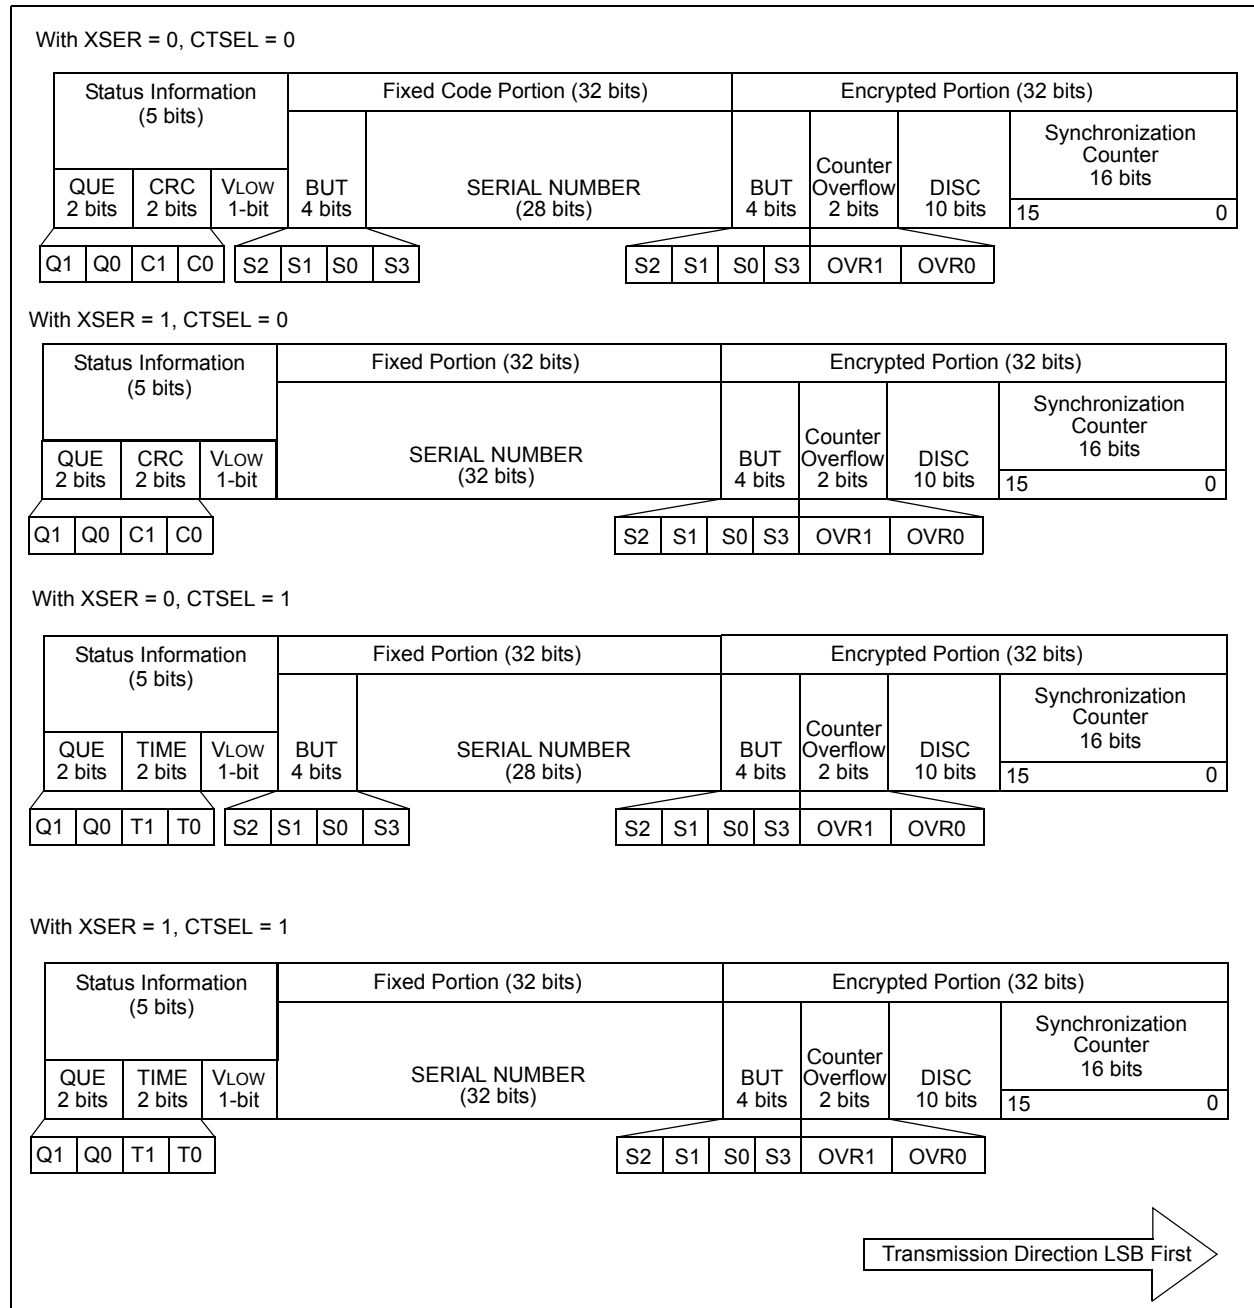 With XSER = 0, CTSEL = 0
Status Information
(5 bits)
Fixed Code Portion (32 bits)
Encrypted Portion (32 bits)
QUE
2 bits
CRC
2 bits
VLOW
1-bit
BUT
4 bits
SERIAL NUMBER
(28 bits)
BUT
4 bits
Counter
Overflow
2 bits
DISC
10 bits
Synchronization
Counter
16 bits
15 0
Q1 Q0 C1 C0
S2 S1 S0 S3
S2 S1 S0 S3 OVR1 OVR0
With XSER = 1, CTSEL = 0
Status Information
(5 bits)
Fixed Portion (32 bits)
Encrypted Portion (32 bits)
QUE
2 bits
CRC
2 bits
VLOW
1-bit
SERIAL NUMBER
(32 bits)
BUT
4 bits
Counter
Overflow
2 bits
DISC
10 bits
Synchronization
Counter
16 bits
15 0
Q1 Q0 C1 C0
S2 S1 S0 S3 OVR1 OVR0
With XSER = 0, CTSEL = 1
Status Information
(5 bits)
Fixed Portion (32 bits)
Encrypted Portion (32 bits)
QUE
2 bits
TIME
2 bits
VLOW
1-bit
BUT
4 bits
SERIAL NUMBER
(28 bits)
BUT
4 bits
Counter
Overflow
2 bits
DISC
10 bits
Synchronization
Counter
16 bits
15 0
Q1 Q0 T1 T0
S2 S1 S0 S3
S2 S1 S0 S3 OVR1 OVR0
With XSER = 1, CTSEL = 1
Status Information
(5 bits)
Fixed Portion (32 bits)
Encrypted Portion (32 bits)
QUE
2 bits
TIME
2 bits
VLOW
1-bit
SERIAL NUMBER
(32 bits)
BUT
4 bits
Counter
Overflow
2 bits
DISC
10 bits
Synchronization
Counter
16 bits
15 0
Q1 Q0 T1 T0
S2 S1 S0 S3 OVR1 OVR0
Transmission Direction LSB First